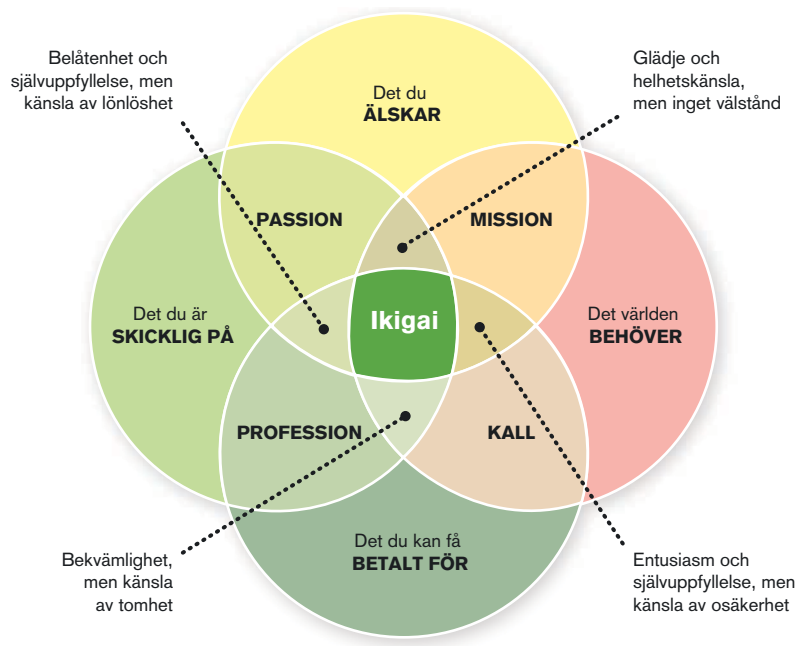 Belåtenhet och
självuppfyllelse, men
känsla av lönlöshet
Glädje och
helhetskänsla,
men inget välstånd
Det du
ÄLSKAR
PASSION
MISSION
Det du är
SKICKLIG PÅ
Ikigai
Det världen
BEHÖVER
PROFESSION
KALL
Det du kan få
BETALT FÖR
Bekvämlighet,
men känsla
av tomhet
Entusiasm och
självuppfyllelse, men
känsla av osäkerhet